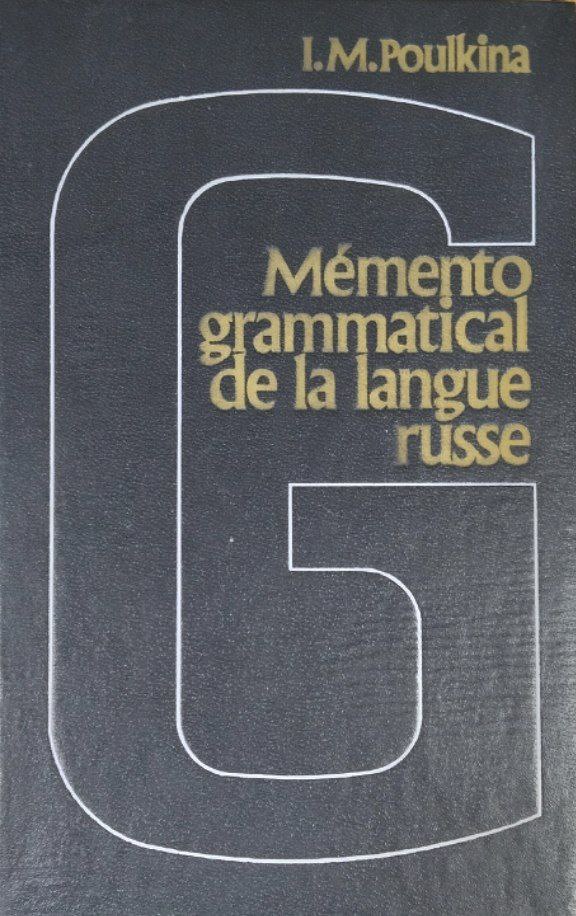 I.M.Poulkina
Mémento
grammatical
de la langue
russe
G